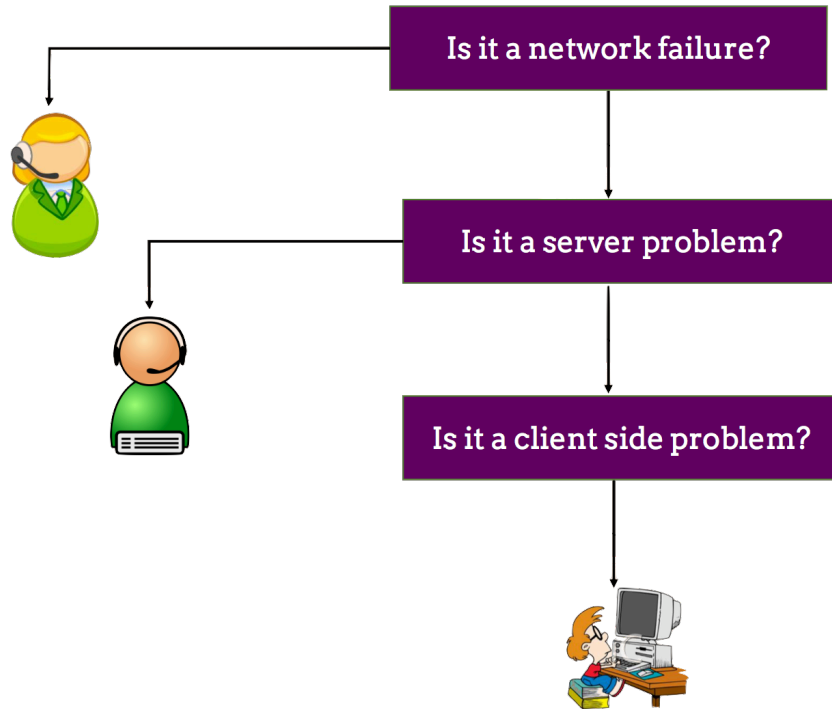 Is it a network failure?
Is it a server problem?
Is it a client side problem?